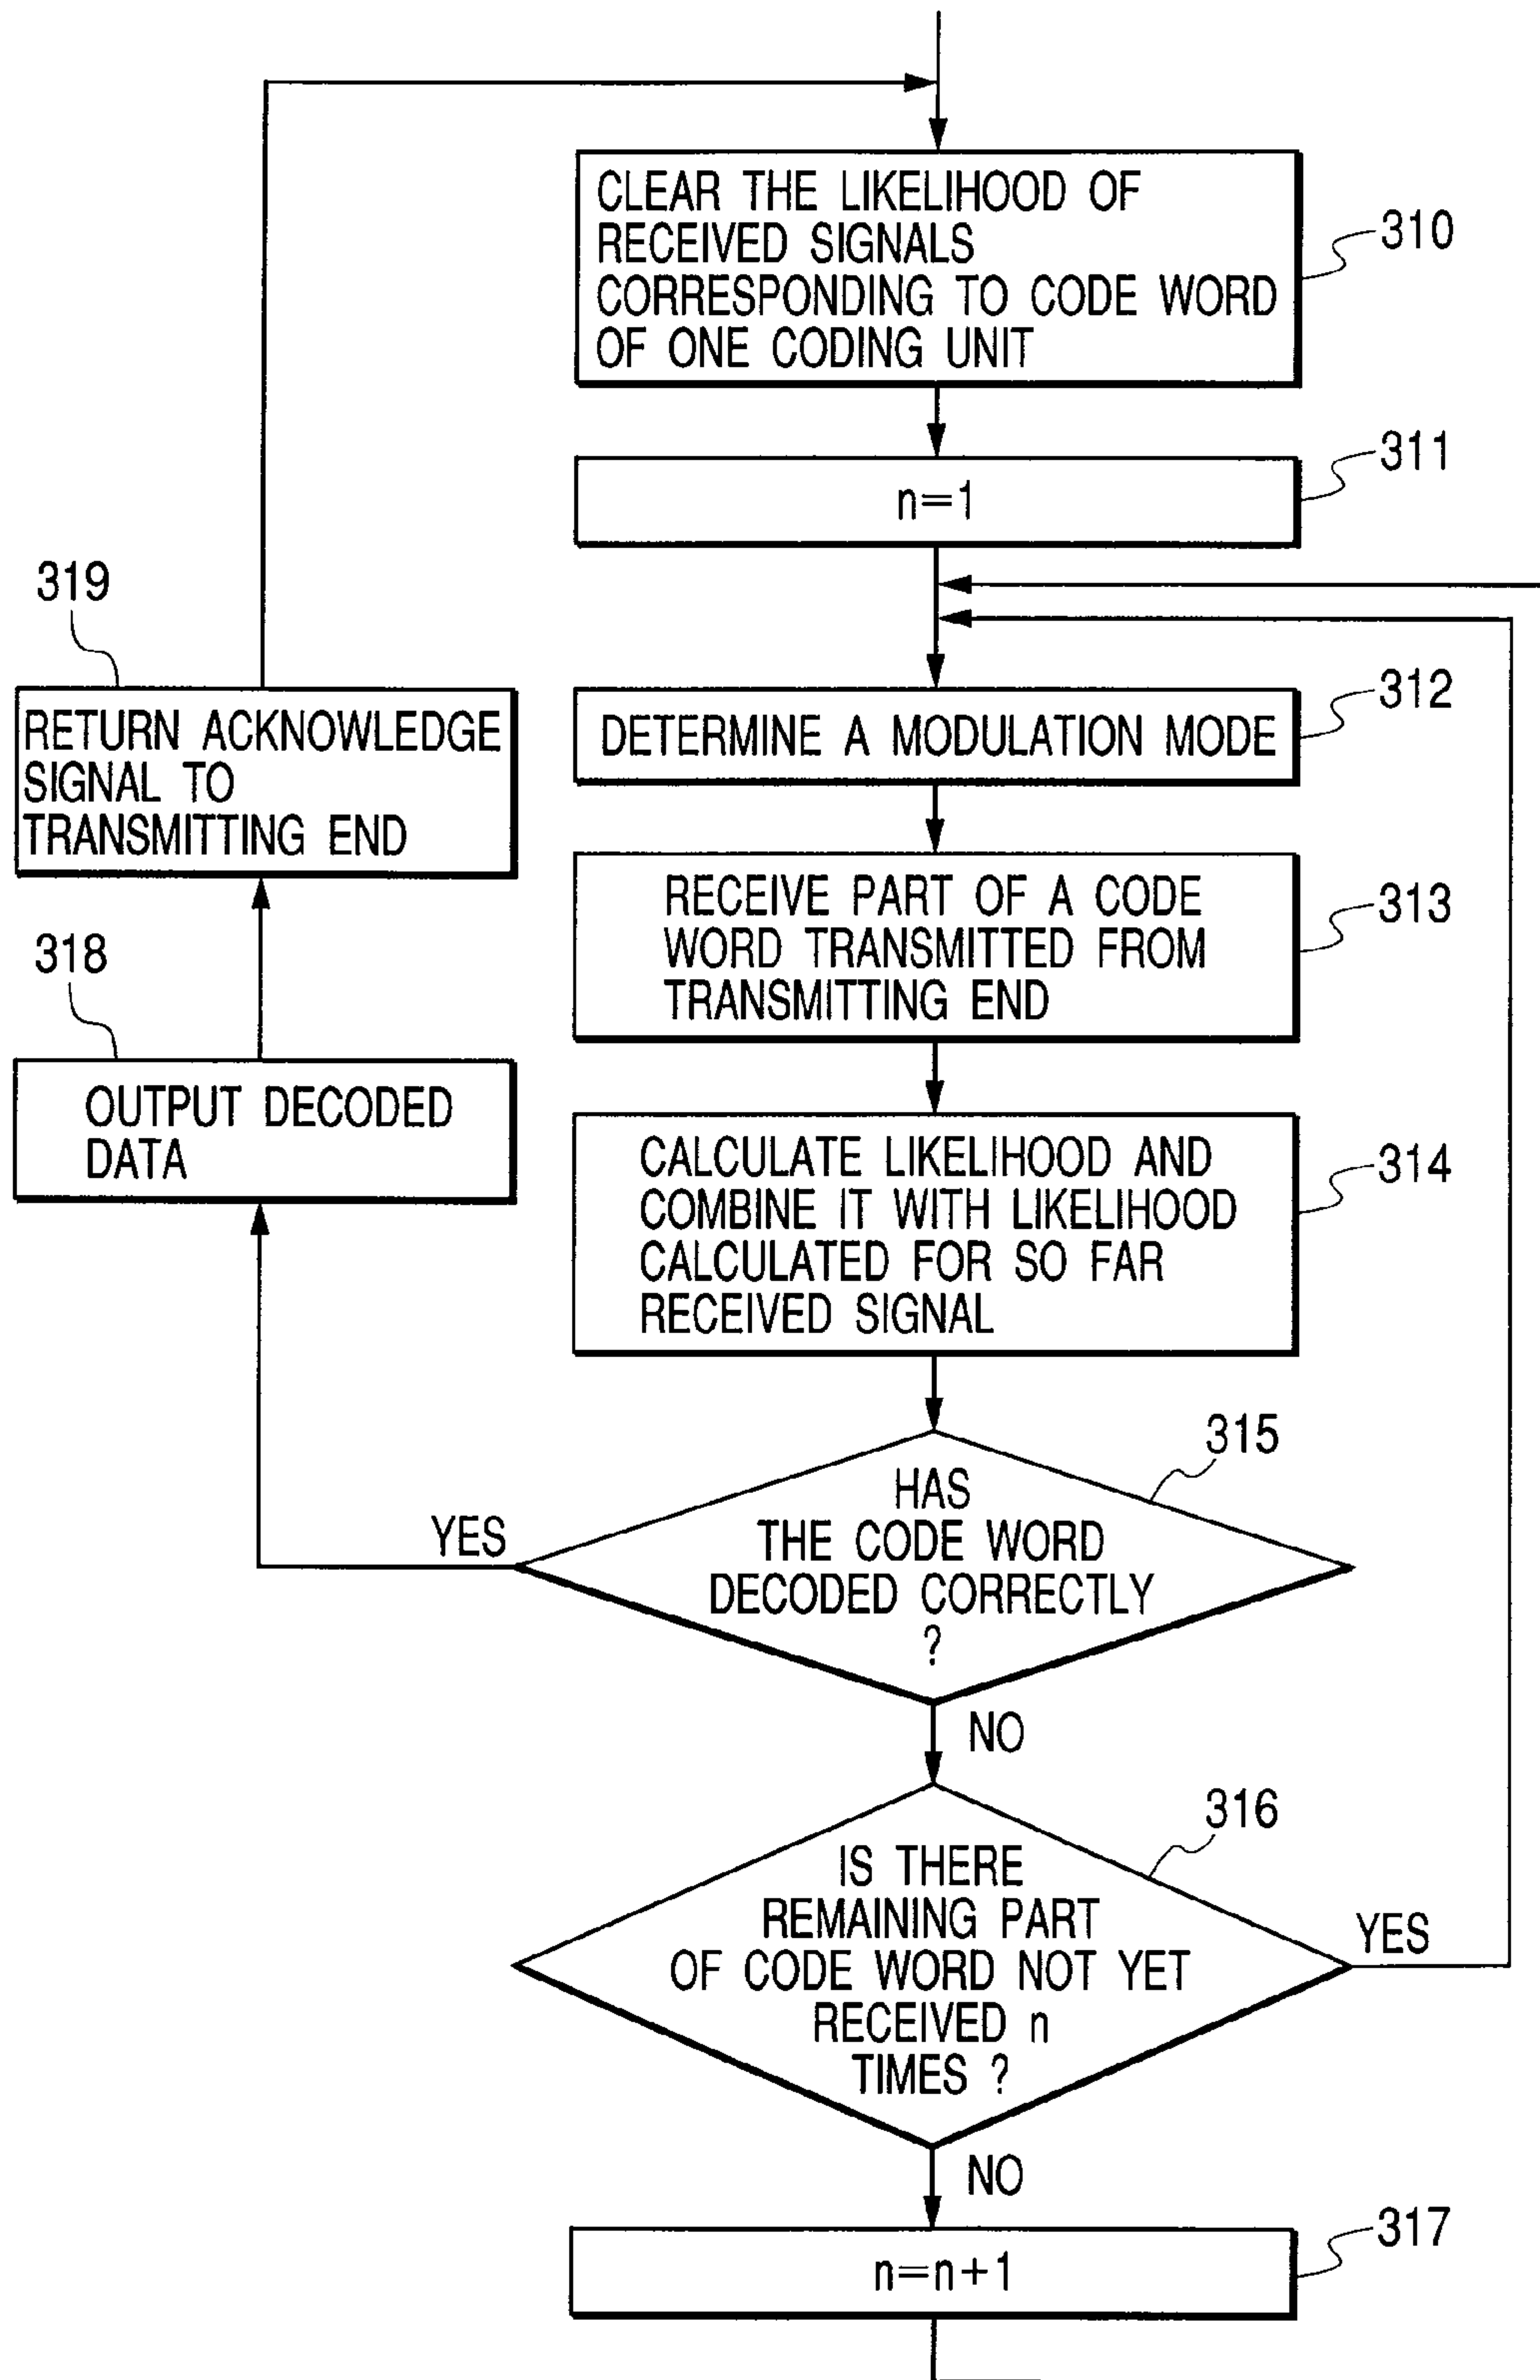 CLEAR THE LIKELIHOOD OF
RECEIVED SIGNALS
CORRESPONDING TO CODE WORD
OF ONE CODING UNIT
310
n=1
311
319
RETURN ACKNOWLEDGE
SIGNAL TO
TRANSMITTING END
DETERMINE A MODULATION MODE
312
RECEIVE PART OF A CODE
WORD TRANSMITTED FROM
TRANSMITTING END
313
318
OUTPUT DECODED
DATA
CALCULATE LIKELIHOOD AND
COMBINE IT WITH LIKELIHOOD
CALCULATED FOR SO FAR
RECEIVED SIGNAL
314
315
HAS
THE CODE WORD
DECODED CORRECTLY
?
YES
NO
316
IS THERE
REMAINING PART
OF CODE WORD NOT YET
RECEIVED n
TIMES ?
YES
NO
n=n+1
317